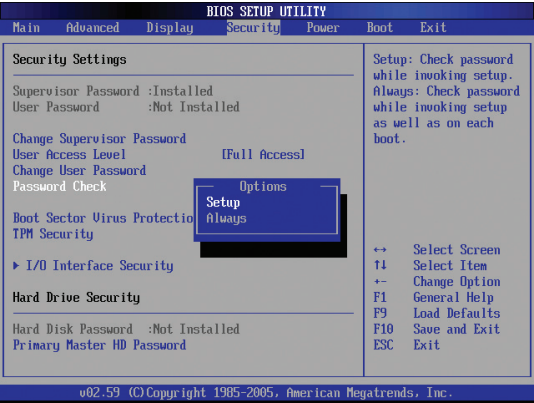 BIOS SETUP UTILITY
Main Advanced Display Security Power Boot Exit
Security Settings
Supervisor Password :Installed
User Password :Not Installed
Change Supervisor Password
User Access Level [Full Access]
Change User Password
Password Check
Boot Sector Virus Protectio
TPM Security
I/O Interface Security
Hard Drive Security
Hard Disk Password :Not Installed
Primary Master HD Password
Options
Setup
Always
Setup: Check password
while invoking setup.
Always: Check password
while invoking setup
as well as on each
boot.
↔ Select Screen
↑↓ Select Item
+- Change Option
F1 General Help
F9 Load Defaults
F10 Save and Exit
ESC Exit
v02.59 (C)Copyright 1985-2005, American Megatrends, Inc.